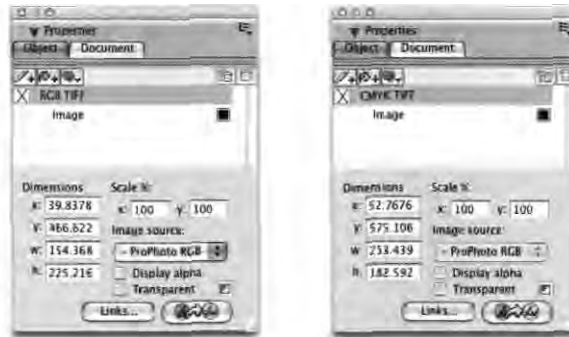 Properties
Object Document
RGB TIFF
Image
Dimensions
Scale %:
x: 39.8378
x: 100 y: 100
y: 466.622
Image source:
w: 154.368
- ProPhoto RGB
h: 225.216
Display alpha
Transparent
Links...
Properties
Object Document
CMYK TIFF
Image
Dimensions
Scale %:
x: 52.7676
x: 100 y: 100
y: 575.106
Image source:
w: 253.439
- ProPhoto RGB
h: 182.592
Display alpha
Transparent
Links...